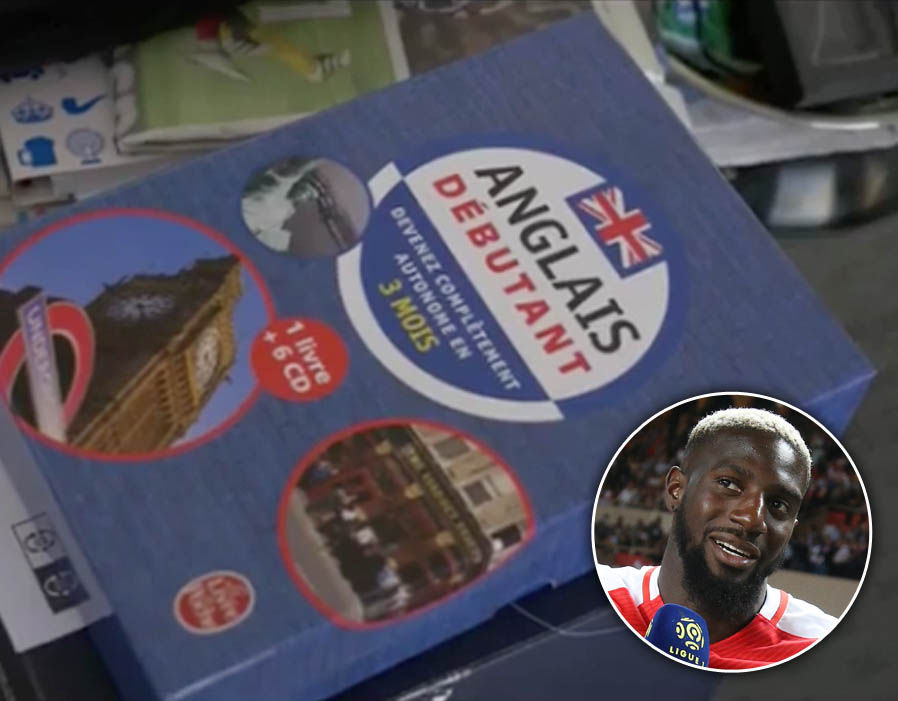 ANGLAIS
DÉBUTANT
DEVENEZ COMPLÈTEMENT
AUTONOME EN
3 MOIS
1 livre
+ 6 CD
LIGUE 1